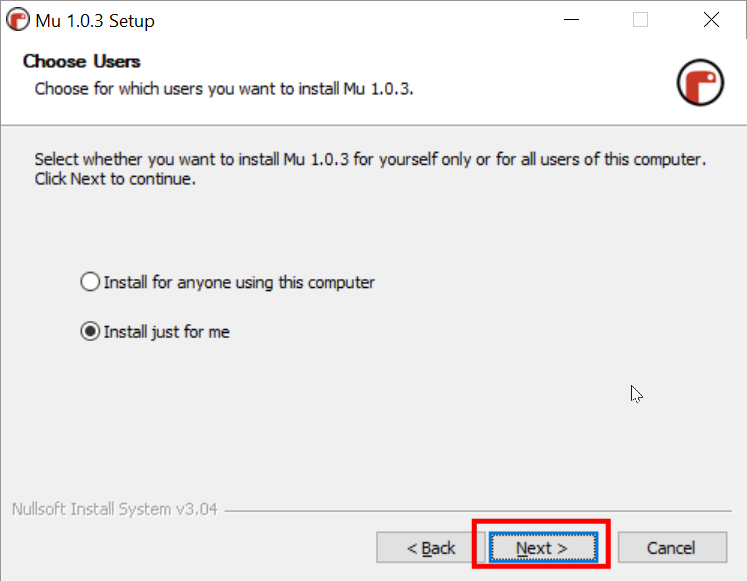 Mu 1.0.3 Setup
Choose Users
Choose for which users you want to install Mu 1.0.3.
Select whether you want to install Mu 1.0.3 for yourself only or for all users of this computer.
Click Next to continue.
Install for anyone using this computer
Install just for me
Nullsoft Install System v3.04
< Back Next > Cancel